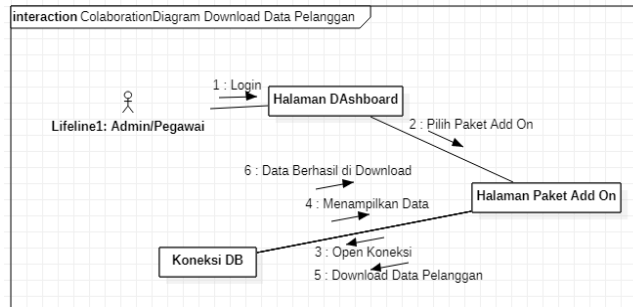 interaction ColaborationDiagram Download Data Pelanggan
1 : Login
Halaman DAshboard
Lifeline1: Admin/Pegawai
2 : Pilih Paket Add On
6 : Data Berhasil di Download
Halaman Paket Add On
4 : Menampilkan Data
3 : Open Koneksi
Koneksi DB
5 : Download Data Pelanggan